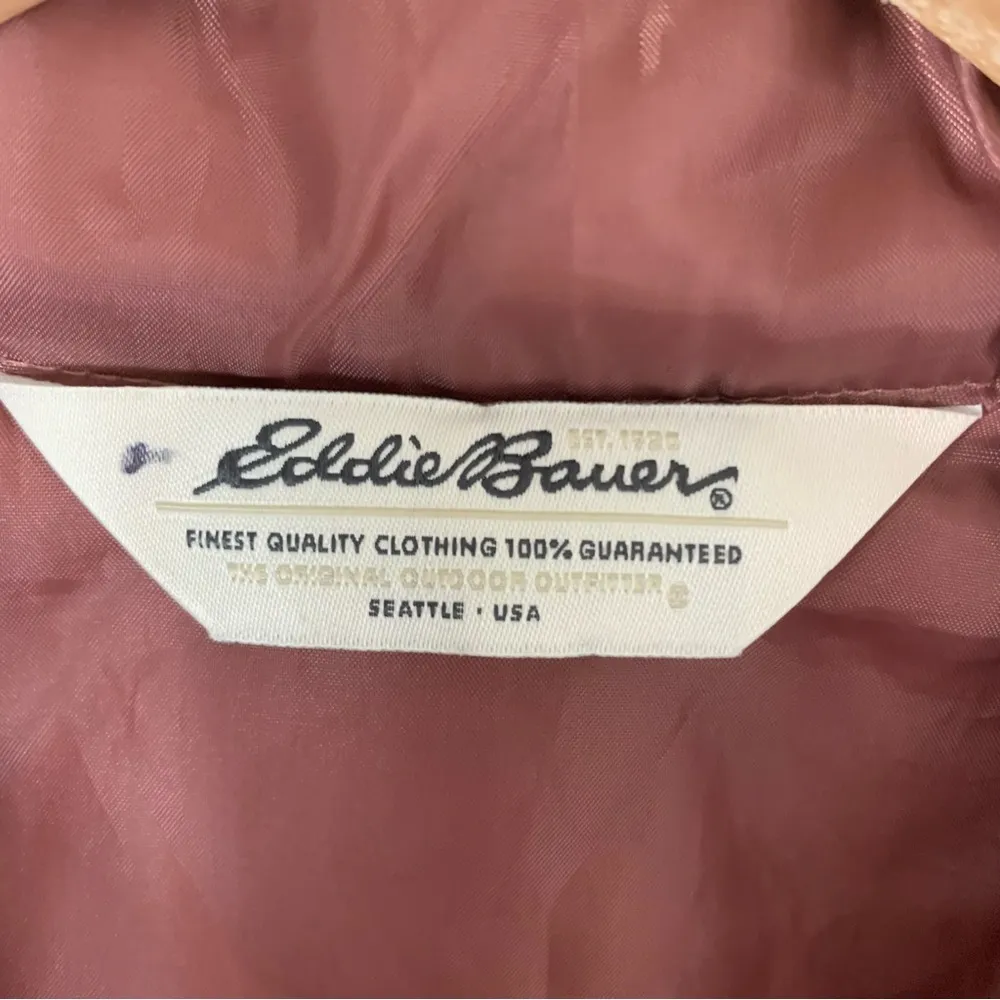 Eddie Bauer®
EST. 1920
FINEST QUALITY CLOTHING 100% GUARANTEED
THE ORIGINAL OUTDOOR OUTFITTER®
SEATTLE · USA